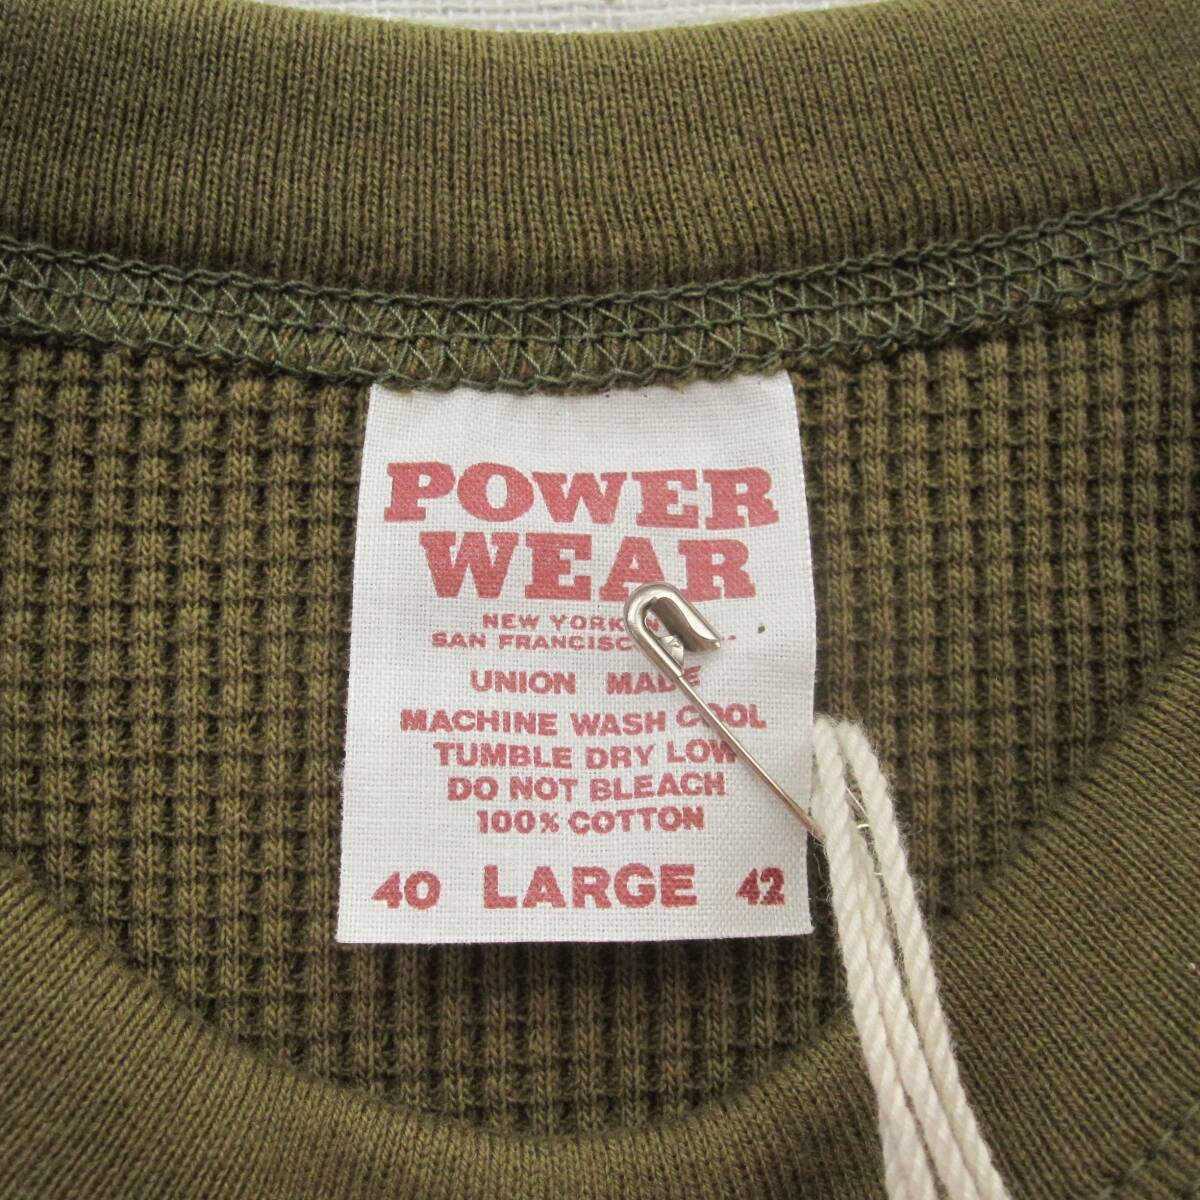 POWER
WEAR
NEW YORK
SAN
UNION MADE
MACHINE WASH COOL
TUMBLE DRY LOW
DO NOT BLEACH
100% COTTON
40 LARGE 42